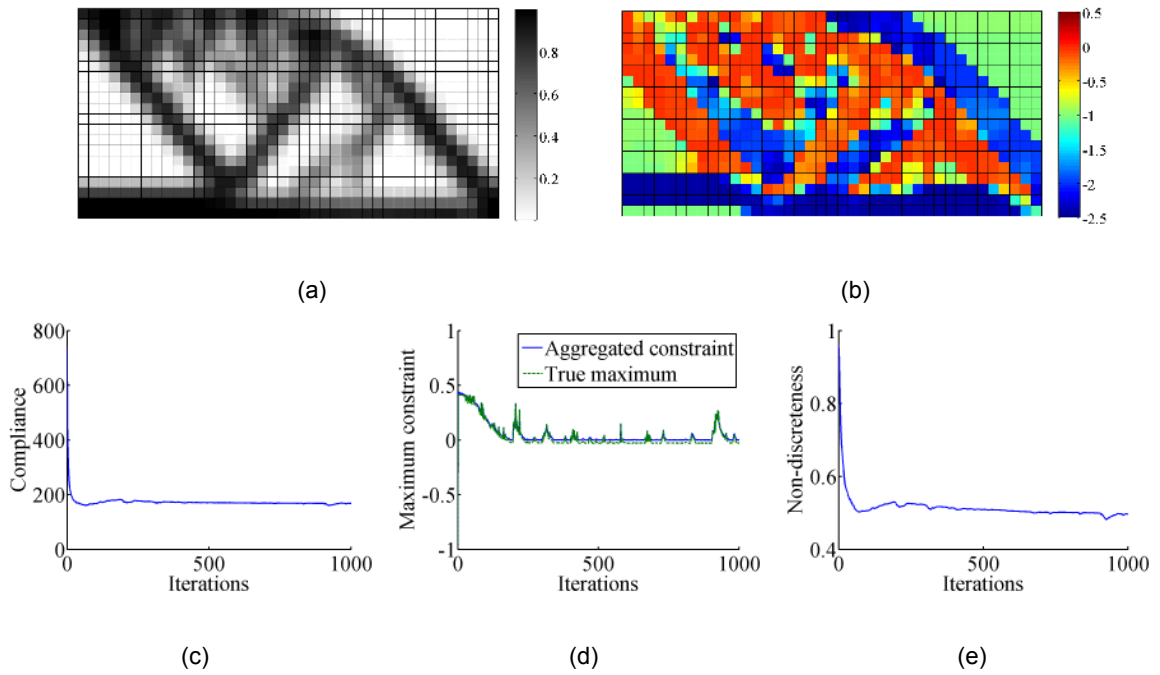 0.8
0.6
0.4
0.2
0.5
0
-0.5
-1
-1.5
-2
-2.5
(a)
(b)
800
600
400
200
0
Compliance
0
500
1000
Iterations
1
0.5
0
-0.5
-1
Maximum constraint
Aggregated constraint
True maximum
0
500
1000
Iterations
1
0.8
0.6
0.4
Non-discreteness
0
500
1000
Iterations
(c)
(d)
(e)